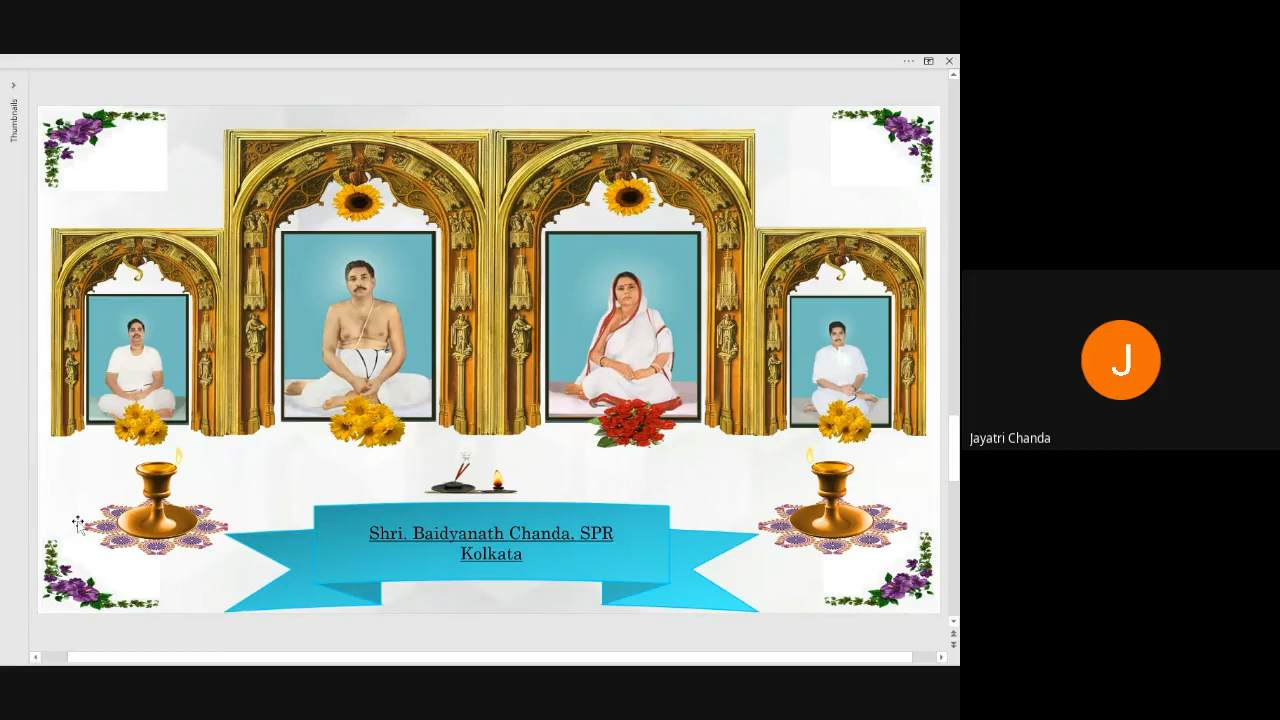 Thumbnails
Shri. Baidyanath Chanda. SPR
Kolkata
J
Jayatri Chanda